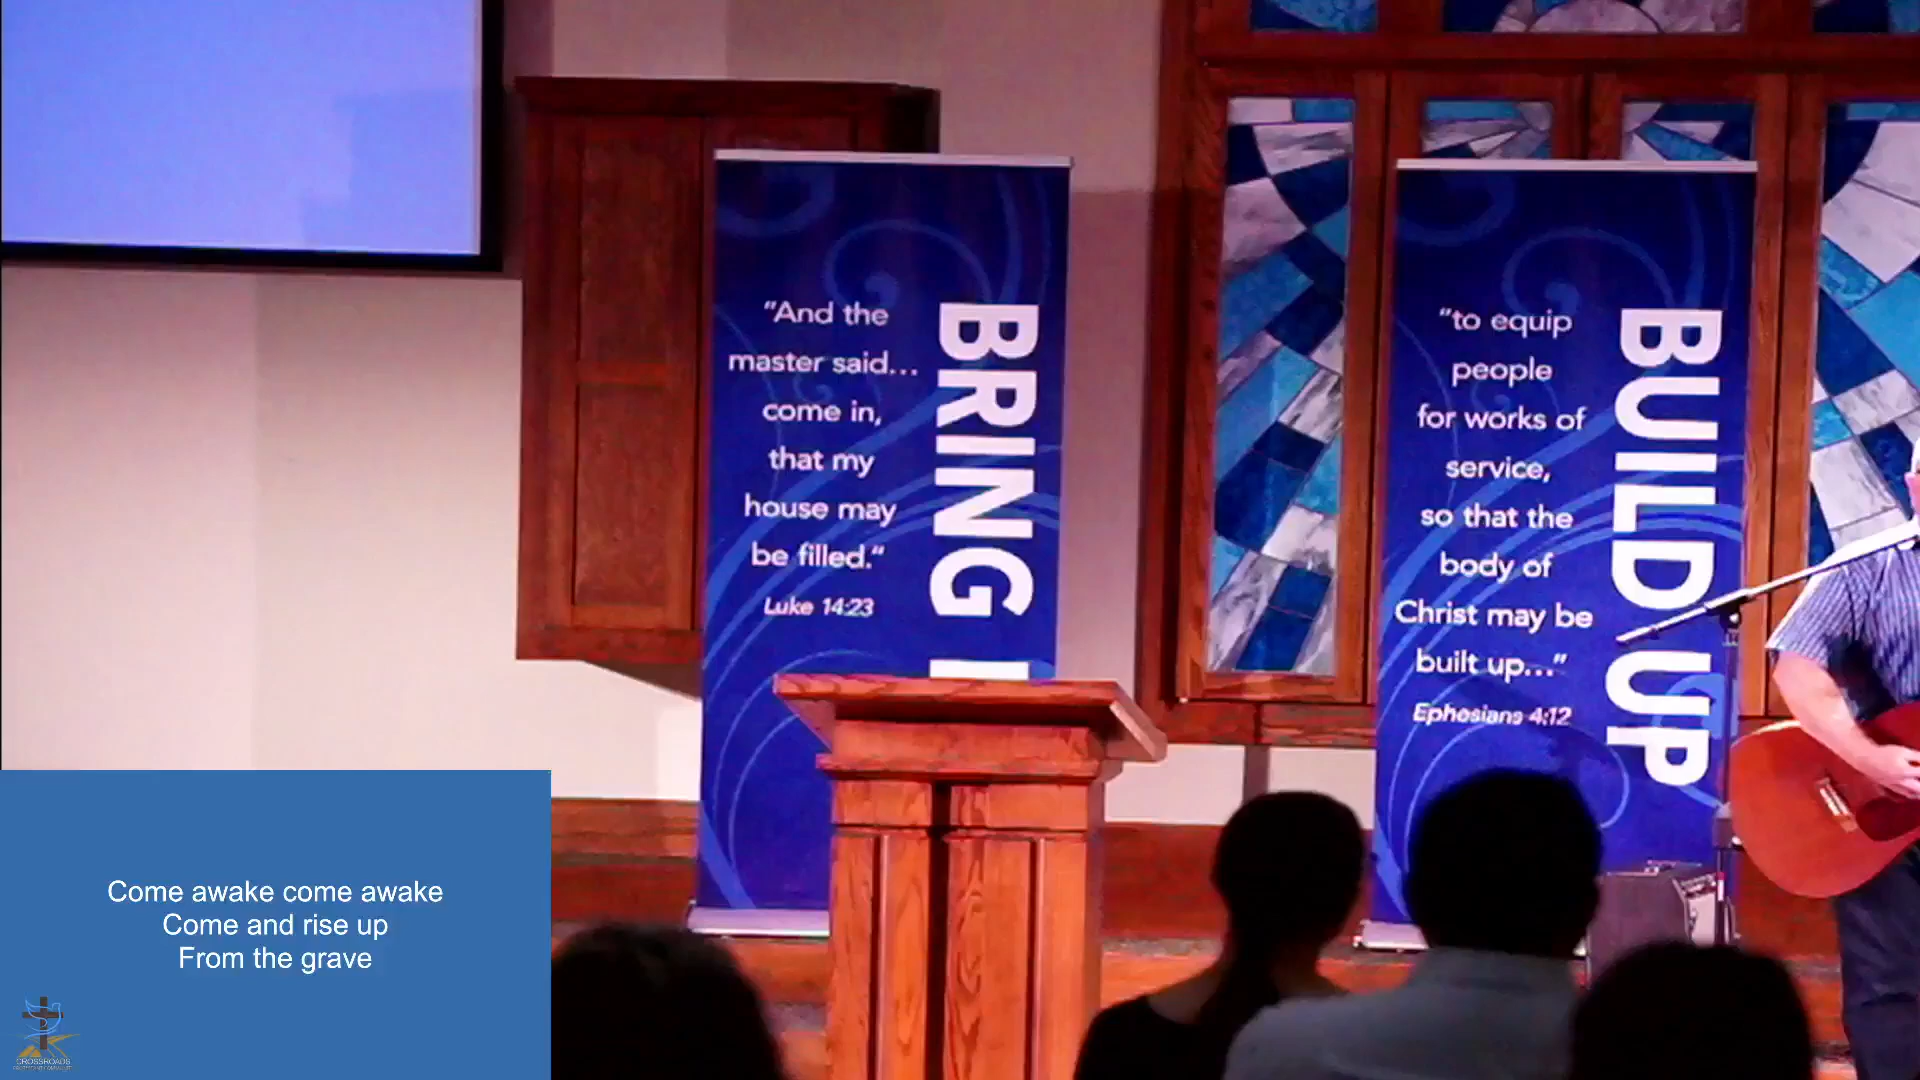 "And the
master said...
come in,
that my
house may
be filled."
Luke 14:23
BRING I
"to equip
people
for works of
service,
so that the
body of
Christ may be
built up..."
Ephesians 4:12
BUILD UP
Come awake come awake
Come and rise up
From the grave
CROSSROADS